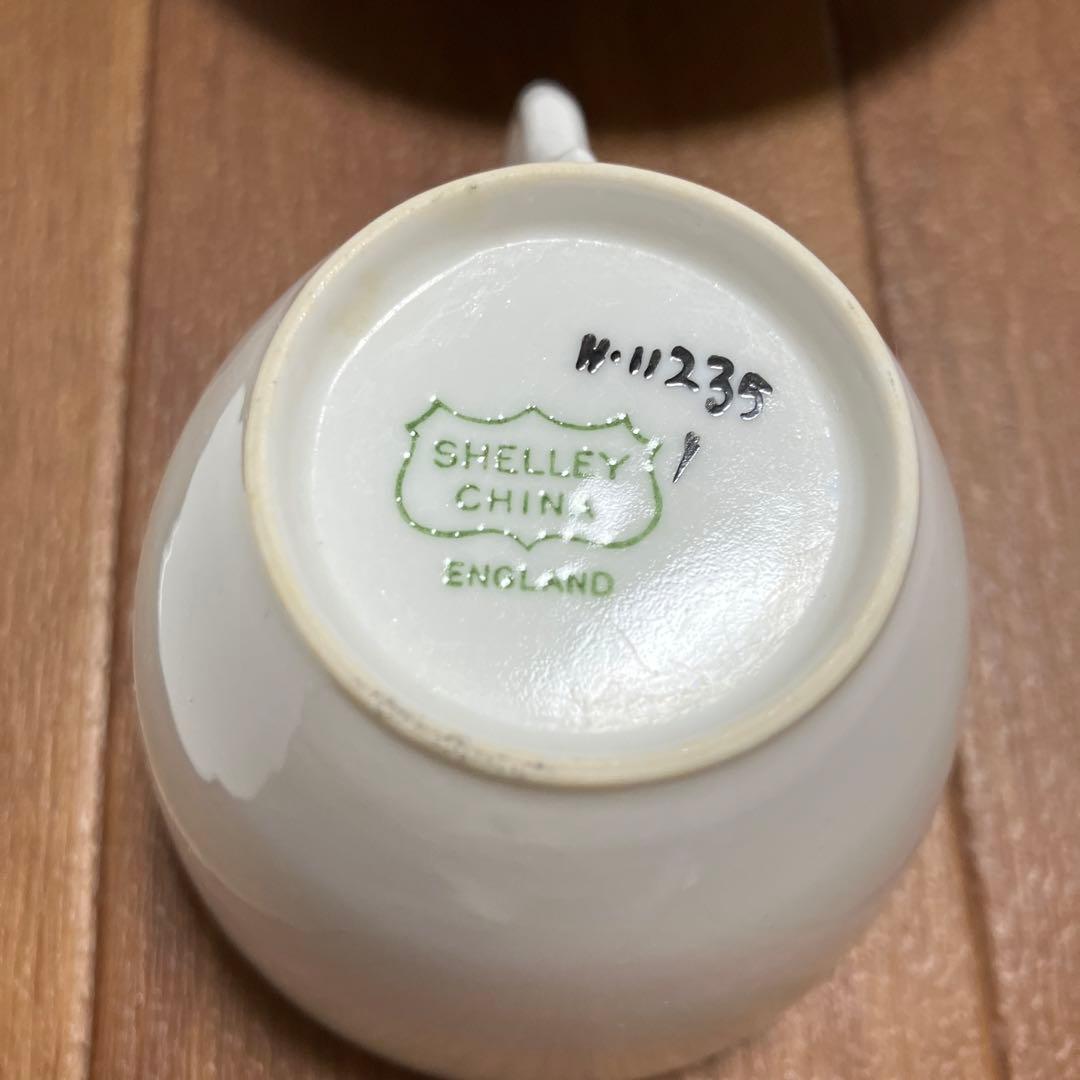 W.11235
/
SHELLEY
CHINA
ENGLAND